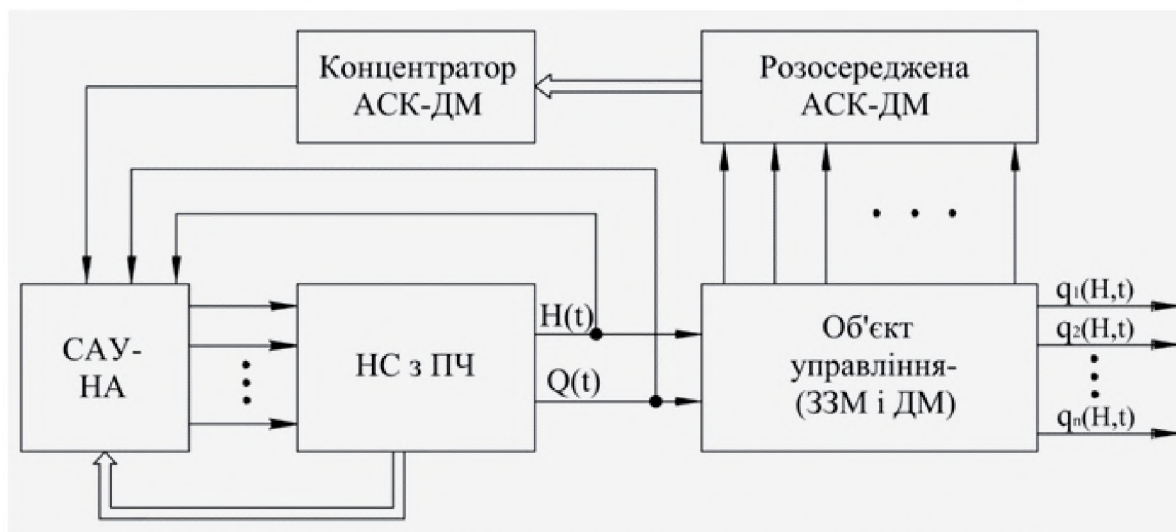 Концентратор
АСК-ДМ
Розосереджена
АСК-ДМ
САУ-
НА
НС з ПЧ
H(t)
Q(t)
Об'єкт
управління-
(ЗЗМ і ДМ)
q₁(H,t)
q₂(H,t)
qₙ(H,t)